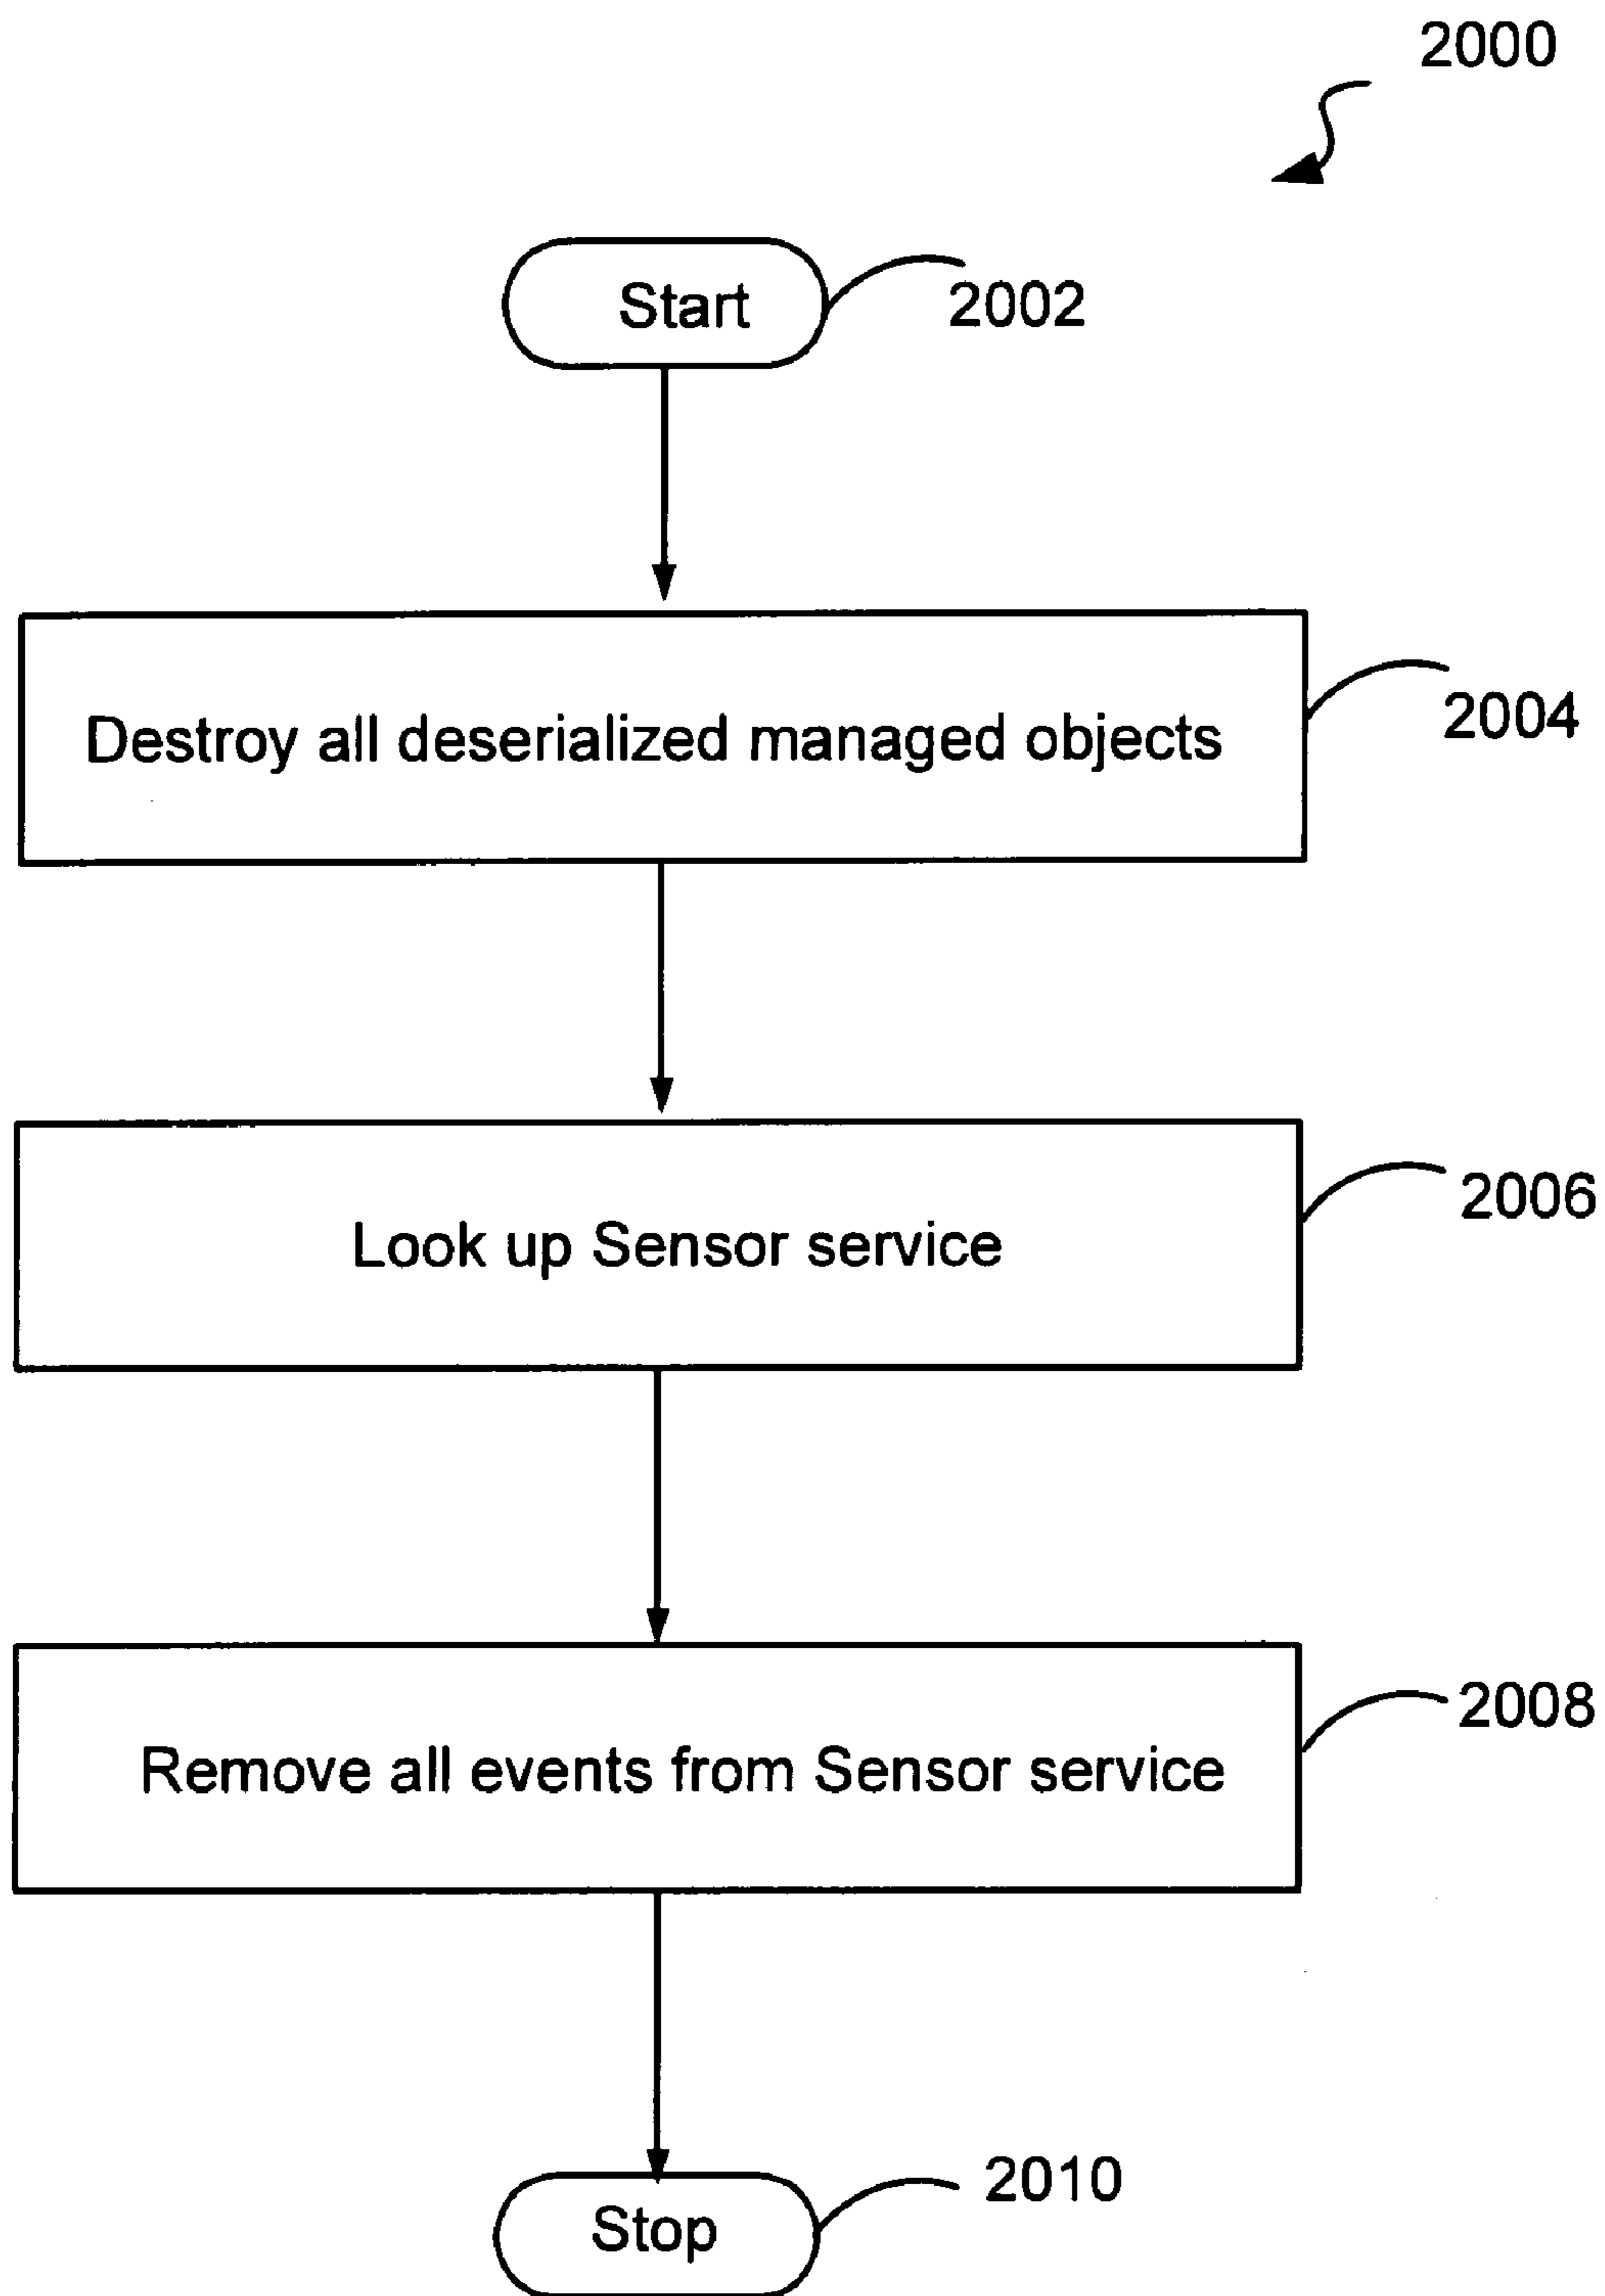 2000
Start
2002
Destroy all deserialized managed objects
2004
Look up Sensor service
2006
Remove all events from Sensor service
2008
Stop
2010